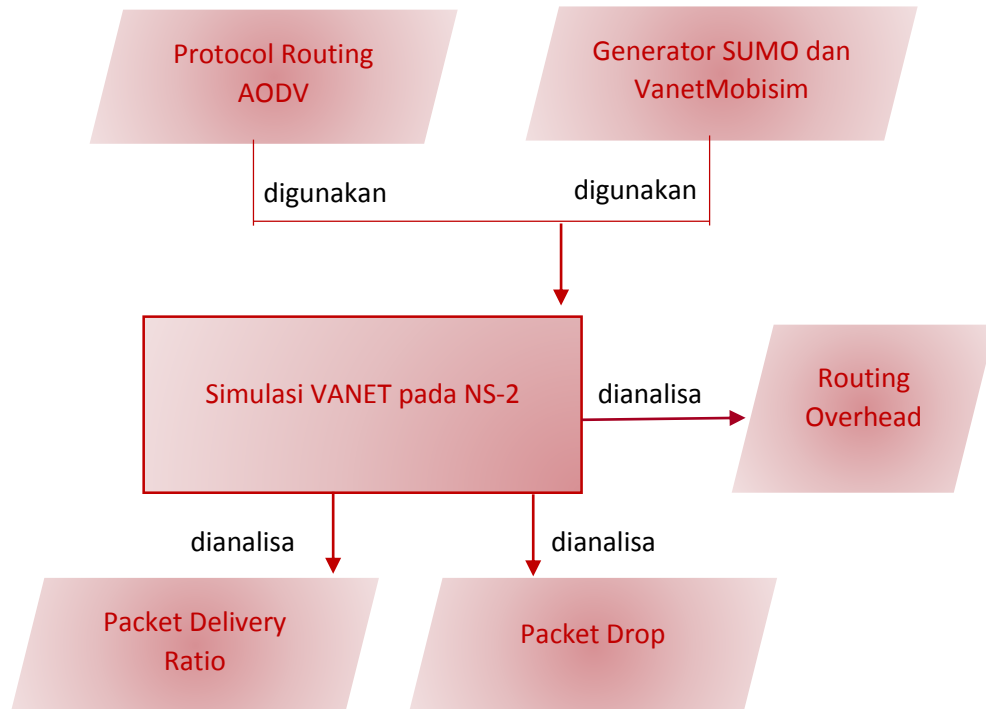 Protocol Routing
AODV
Generator SUMO dan
VanetMobisim
digunakan
digunakan
Simulasi VANET pada NS-2
dianalisa
Routing
Overhead
dianalisa
dianalisa
Packet Delivery
Ratio
Packet Drop